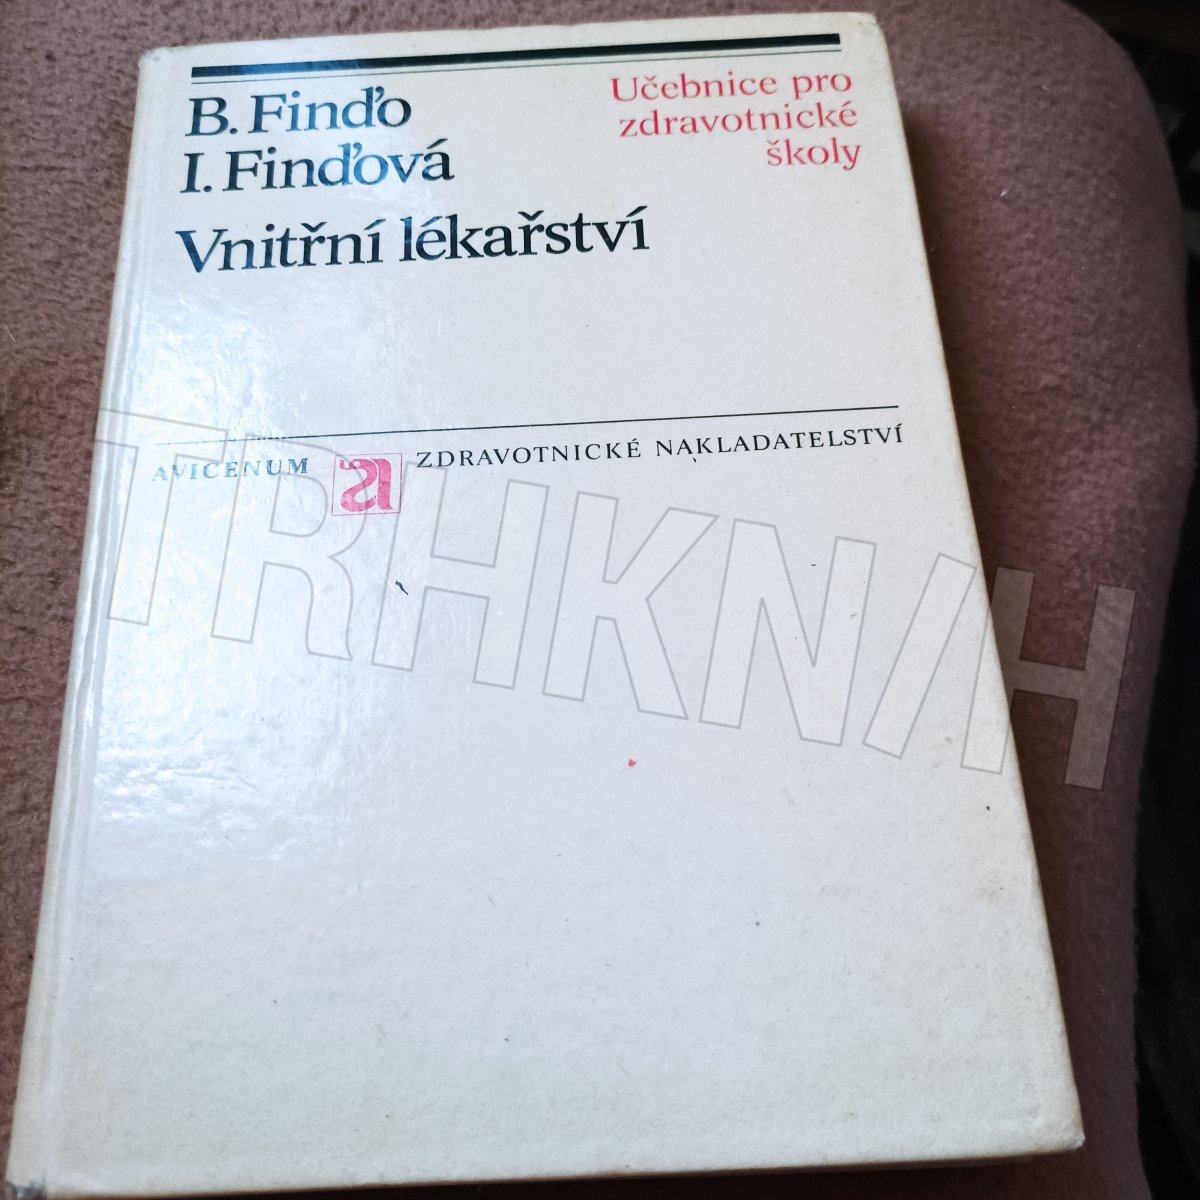 B. Finďo
I. Finďová
Vnitřní lékařství
Učebnice pro
zdravotnické
školy
AVICENUM a ZDRAVOTNICKÉ NAKLADATELSTVÍ
TRHKNIH